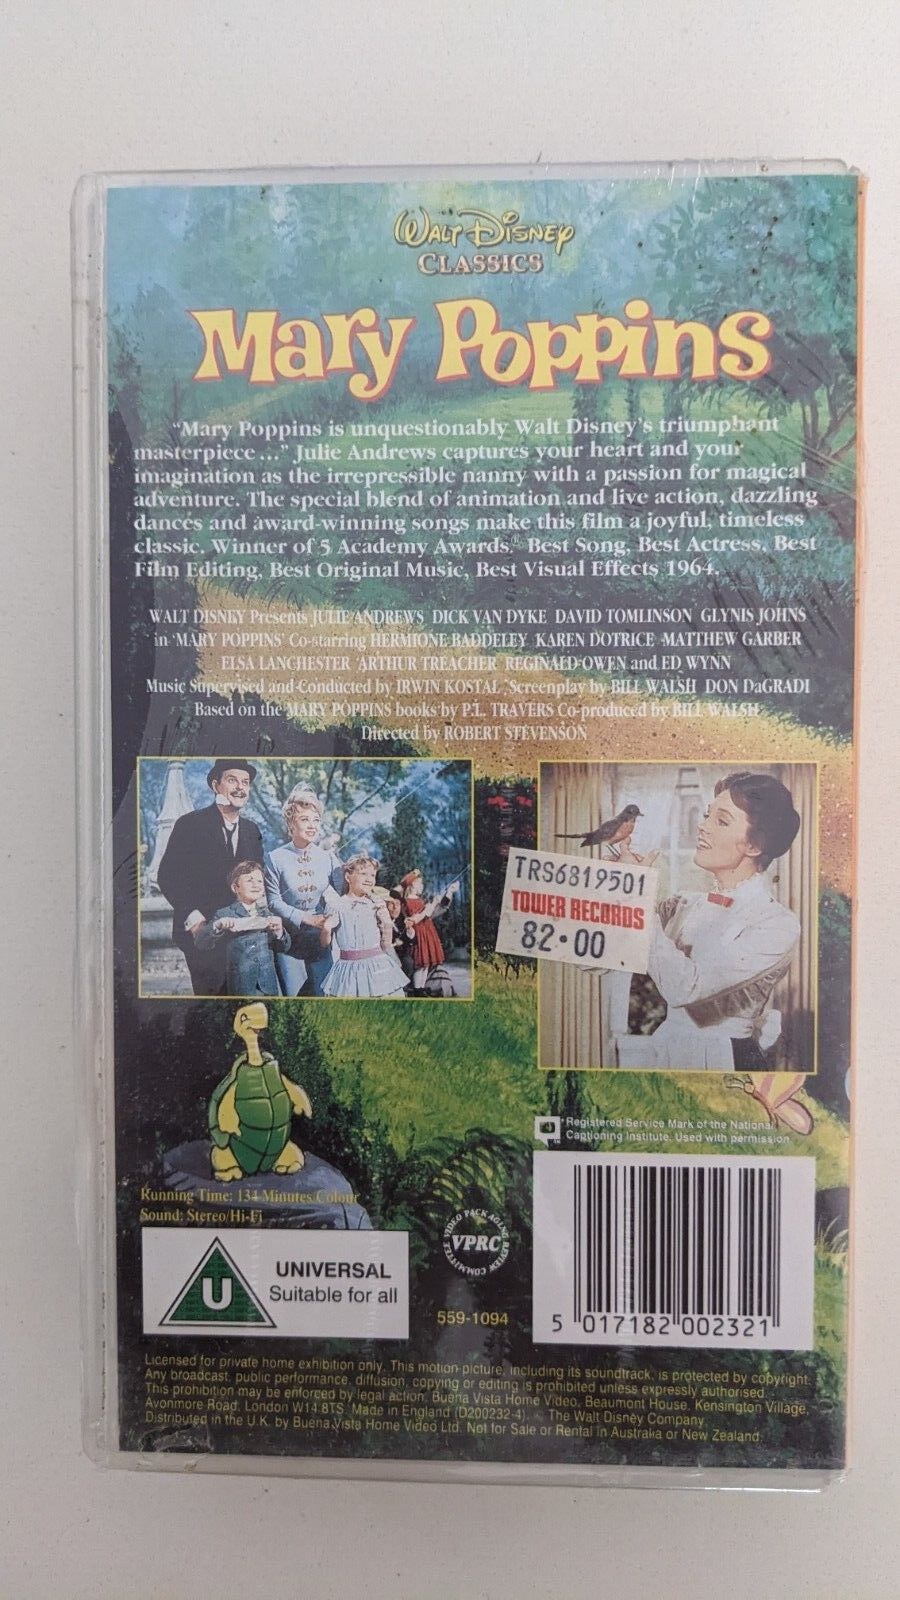 WALT DISNEY
CLASSICS
Mary Poppins
"Mary Poppins is unquestionably Walt Disney's triumphant
masterpiece..." Julie Andrews captures your heart and your
imagination as the irrepressible nanny with a passion for magical
adventure. The special blend of animation and live action, dazzling
dances and award-winning songs make this film a joyful, timeless
classic. Winner of 5 Academy Awards.® Best Song, Best Actress, Best
Film Editing, Best Original Music, Best Visual Effects 1964.
WALT DISNEY Presents JULIE ANDREWS DICK VAN DYKE DAVID TOMLINSON GLYNIS JOHNS
in 'MARY POPPINS' Co-starring HERMIONE BADDELEY KAREN DOTRICE MATTHEW GARBER
ELSA LANCHESTER ARTHUR TREACHER REGINALD OWEN and ED WYNN
Music Supervised and Conducted by IRWIN KOSTAL Screenplay by BILL WALSH DON DaGRADI
Based on the MARY POPPINS books by P.L. TRAVERS Co-produced by BILL WALSH
Directed by ROBERT STEVENSON
TRS6819501
TOWER RECORDS
82·00
Registered Service Mark of the National
Captioning Institute. Used with permission
Running Time: 134 Minutes/Colour
Sound: Stereo/Hi-Fi
VIDEO PACKAGING REVIEW COMMITTEE
VPRC
U
UNIVERSAL
Suitable for all
559-1094
5 017182 002321
Licensed for private home exhibition only. This motion picture, including its soundtrack, is protected by copyright.
Any broadcast, public performance, diffusion, copying or editing is prohibited unless expressly authorised.
This prohibition may be enforced by legal action. Buena Vista Home Video, Beaumont House, Kensington Village,
Avonmore Road, London W14 8TS. Made in England (D200232-4). © The Walt Disney Company
Distributed in the U.K. by Buena Vista Home Video Ltd. Not for Sale or Rental in Australia or New Zealand.